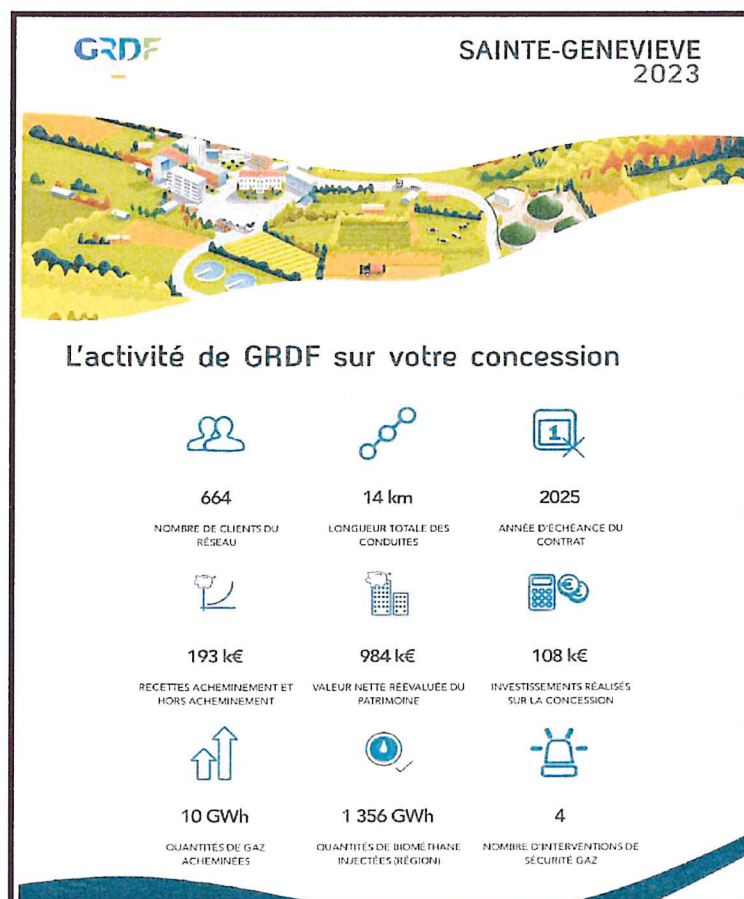 GRDF
SAINTE-GENEVIEVE
2023
L'activité de GRDF sur votre concession
664
NOMBRE DE CLIENTS DU
RÉSEAU
14 km
LONGUEUR TOTALE DES
CONDUITES
1
2025
ANNÉE D'ÉCHÉANCE DU
CONTRAT
193 k€
RECETTES ACHEMINEMENT ET
HORS ACHEMINEMENT
984 k€
VALEUR NETTE RÉÉVALUÉE DU
PATRIMOINE
€
108 k€
INVESTISSEMENTS RÉALISÉS
SUR LA CONCESSION
10 GWh
QUANTITÉS DE GAZ
ACHEMINÉES
1 356 GWh
QUANTITÉS DE BIOMÉTHANE
INJECTÉES (RÉGION)
4
NOMBRE D'INTERVENTIONS DE
SÉCURITÉ GAZ